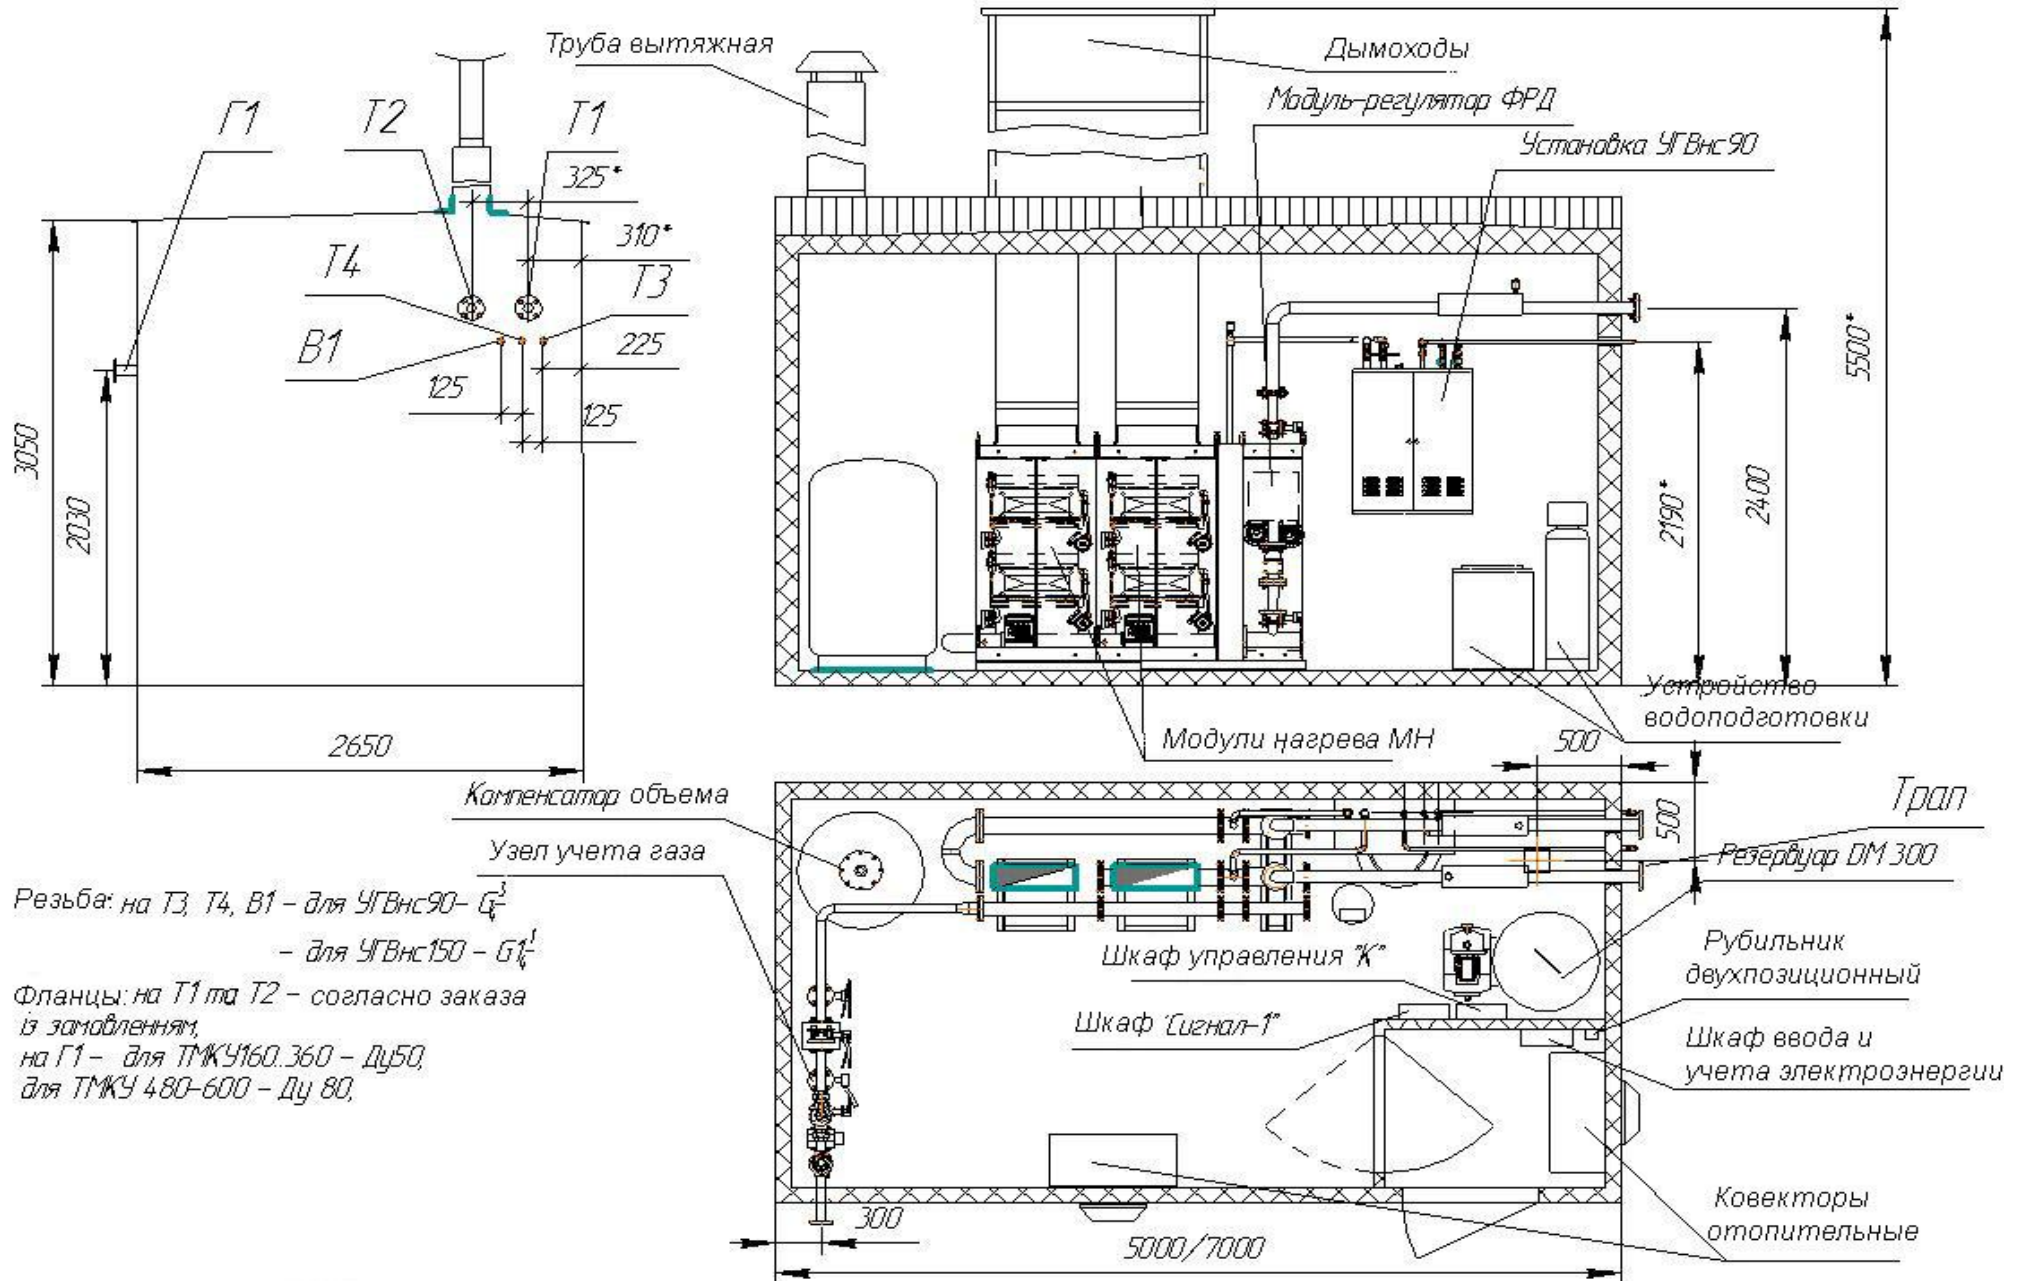 Труба вытяжная
Дымоходы
Модуль-регулятор ФРД
Установка УГВнс90
Г1
Т2
Т1
325*
310*
Т4
Т3
В1
225
125
125
3050
2030
2650
5500*
2190*
2400
Устройство
водоподготовки
Модули нагрева МН
500
500
Компенсатор объема
Узел учета газа
Трап
Резервуар DM 300
Резьба: на Т3, Т4, В1 – для УГВнс90– G3/4
– для УГВнс150 – G1 1/4
Фланцы: на Т1 та Т2 – согласно заказа
із замовленням,
на Г1 – для ТМКУ160..360 – Ду50,
для ТМКУ 480-600 – Ду 80,
Шкаф управления "К"
Шкаф "Сигнал-1"
Рубильник
двухпозиционный
Шкаф ввода и
учета электроэнергии
Ковекторы
отопительные
300
5000/7000